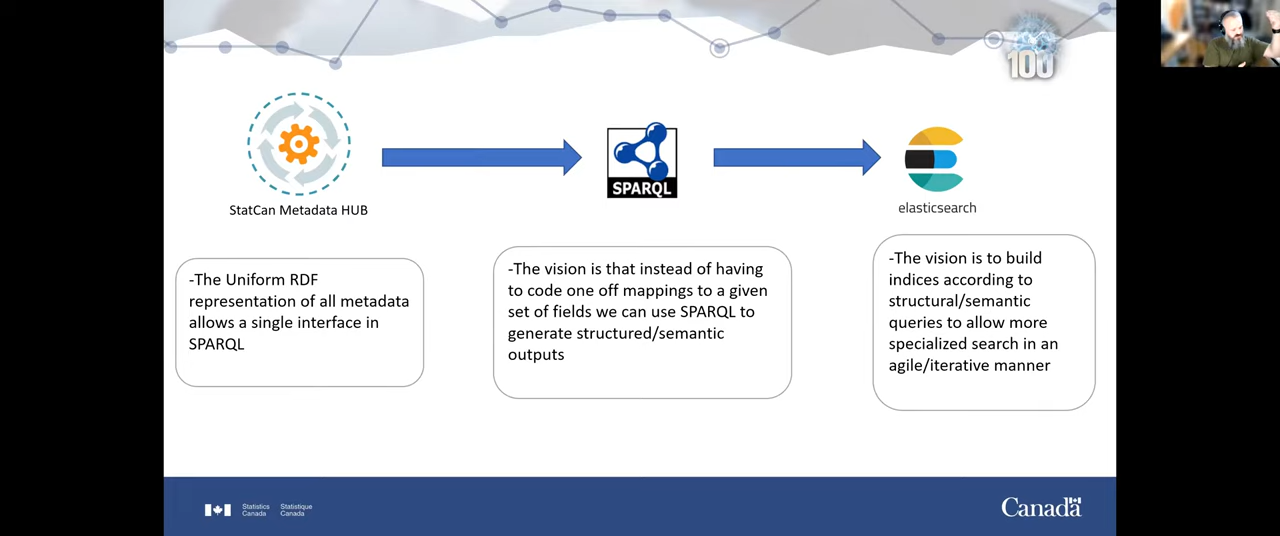 100
SPARQL
StatCan Metadata HUB
elasticsearch
-The Uniform RDF
representation of all metadata
allows a single interface in
SPARQL
-The vision is that instead of having
to code one off mappings to a given
set of fields we can use SPARQL to
generate structured/semantic
outputs
-The vision is to build
indices according to
structural/semantic
queries to allow more
specialized search in an
agile/iterative manner
Statistics Statistique
Canada Canada
Canada